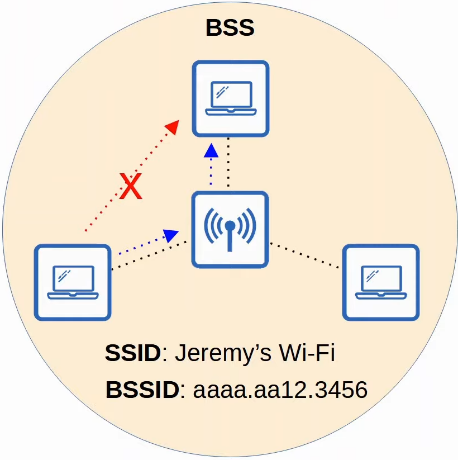 BSS
X
SSID: Jeremy’s Wi-Fi
BSSID: aaaa.aa12.3456